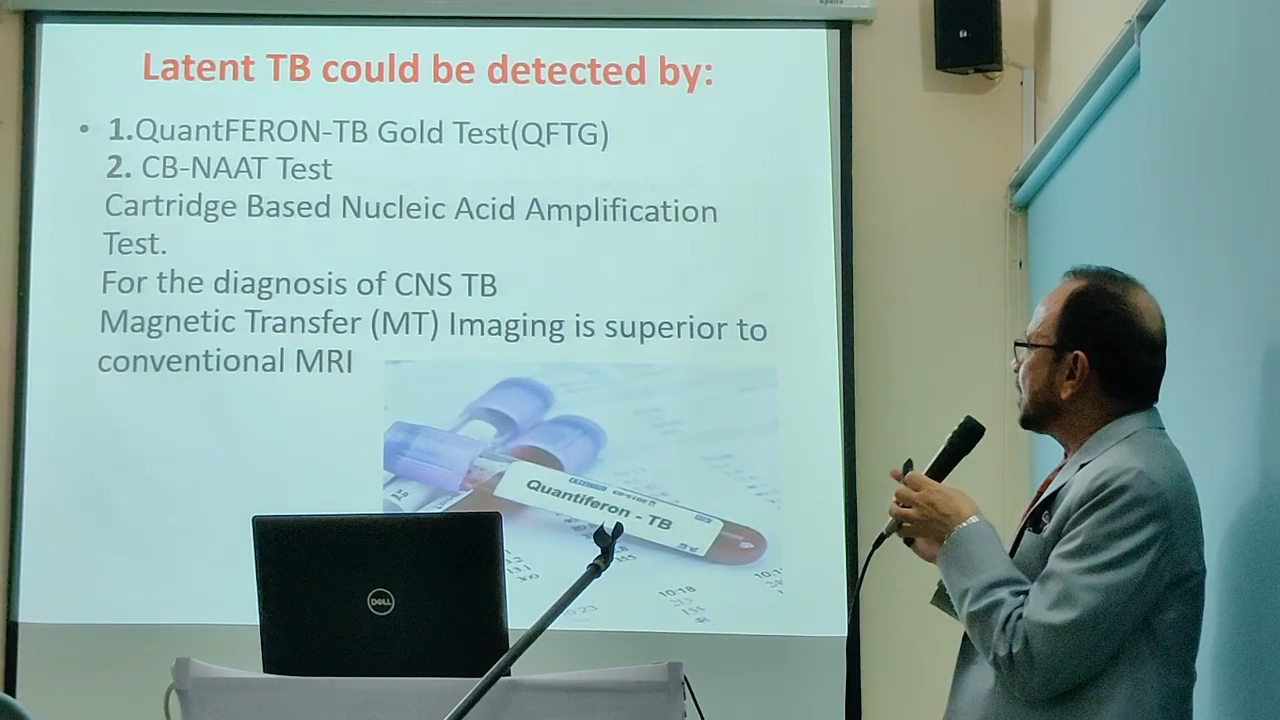 Latent TB could be detected by:
• 1.QuantFERON-TB Gold Test(QFTG)
2. CB-NAAT Test
Cartridge Based Nucleic Acid Amplification
Test.
For the diagnosis of CNS TB
Magnetic Transfer (MT) Imaging is superior to
conventional MRI
Quantiferon - TB
10-18
DELL